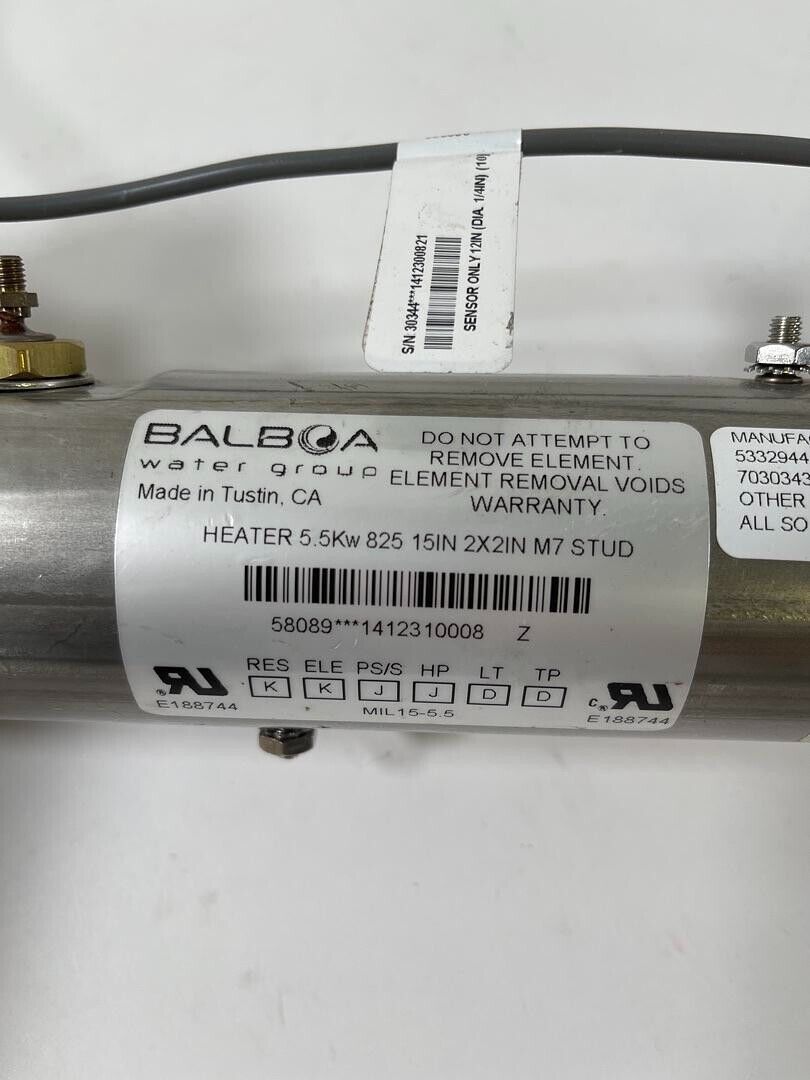 S/N 30344***1412300821
SENSOR ONLY 12IN (DIA. 1/4IN) (10)
BALBOA
water group
Made in Tustin, CA
DO NOT ATTEMPT TO
REMOVE ELEMENT.
ELEMENT REMOVAL VOIDS
WARRANTY.
HEATER 5.5Kw 825 15IN 2X2IN M7 STUD
58089***1412310008 Z
RES ELE PS/S HP LT TP
K K J J D D
MIL15-5.5
E188744
E188744
MANUFAC
5332944
7030343
OTHER
ALL SO